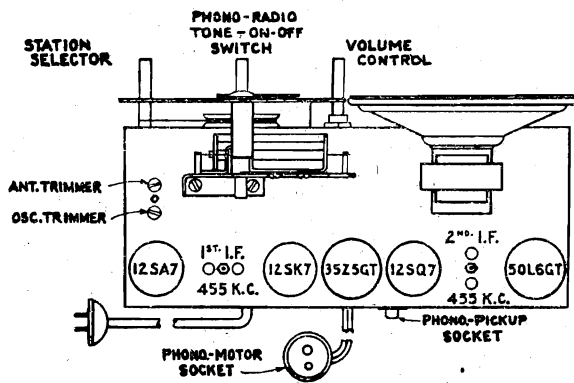 PHONO-RADIO
TONE-ON-OFF
SWITCH
STATION
SELECTOR
VOLUME
CONTROL
ANT. TRIMMER
OSC. TRIMMER
12SA7
1ST. I.F.
455 K.C.
12SK7
35Z5GT
12SQ7
2ND. I.F.
455 K.C.
50L6GT
PHONO-PICKUP
SOCKET
PHONO-MOTOR
SOCKET